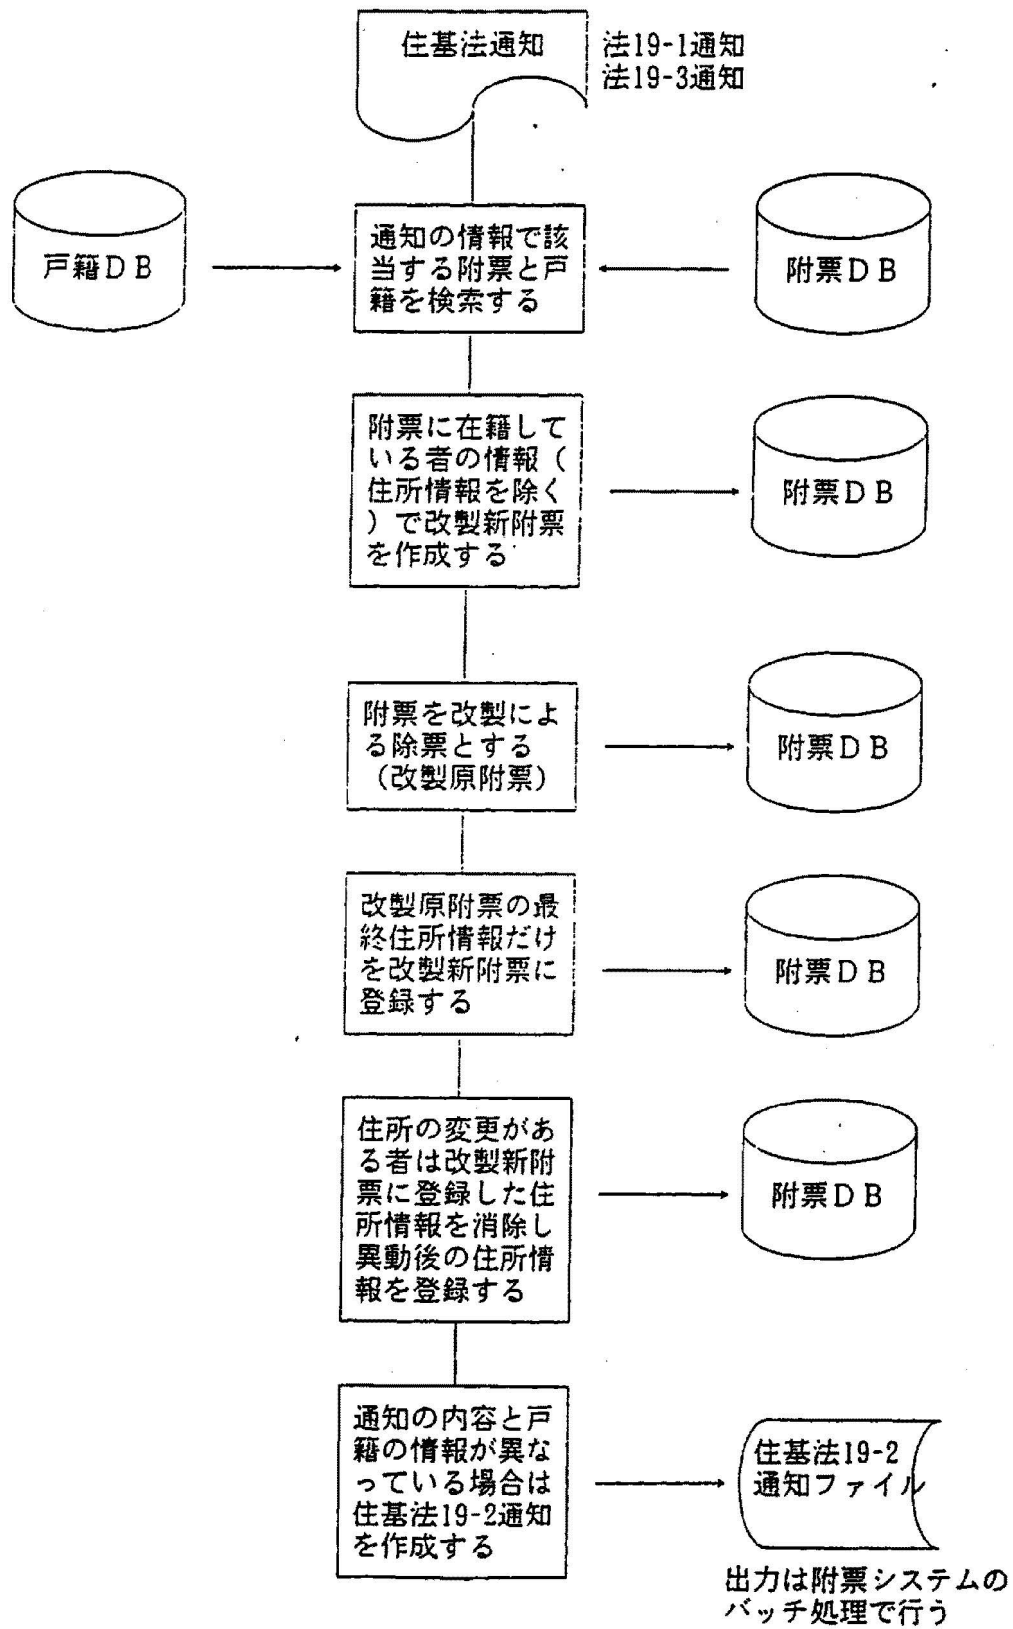 住基法通知
法19-1通知
法19-3通知
戸籍DB
通知の情報で該
当する附票と戸
籍を検索する
附票DB
附票に在籍して
いる者の情報（
住所情報を除く
）で改製新附票
を作成する
附票DB
附票を改製によ
る除票とする
（改製原附票）
附票DB
改製原附票の最
終住所情報だけ
を改製新附票に
登録する
附票DB
住所の変更があ
る者は改製新附
票に登録した住
所情報を消除し
異動後の住所情
報を登録する
附票DB
通知の内容と戸
籍の情報が異な
っている場合は
住基法19-2通知
を作成する
住基法19-2
通知ファイル
出力は附票システムの
バッチ処理で行う